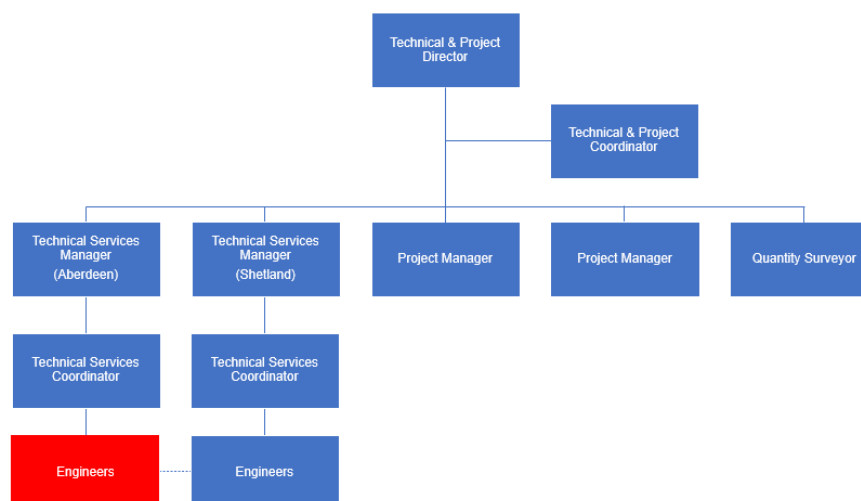 Technical & Project
Director
Technical & Project
Coordinator
Technical Services
Manager
(Aberdeen)
Technical Services
Manager
(Shetland)
Project Manager
Project Manager
Quantity Surveyor
Technical Services
Coordinator
Technical Services
Coordinator
Engineers
Engineers